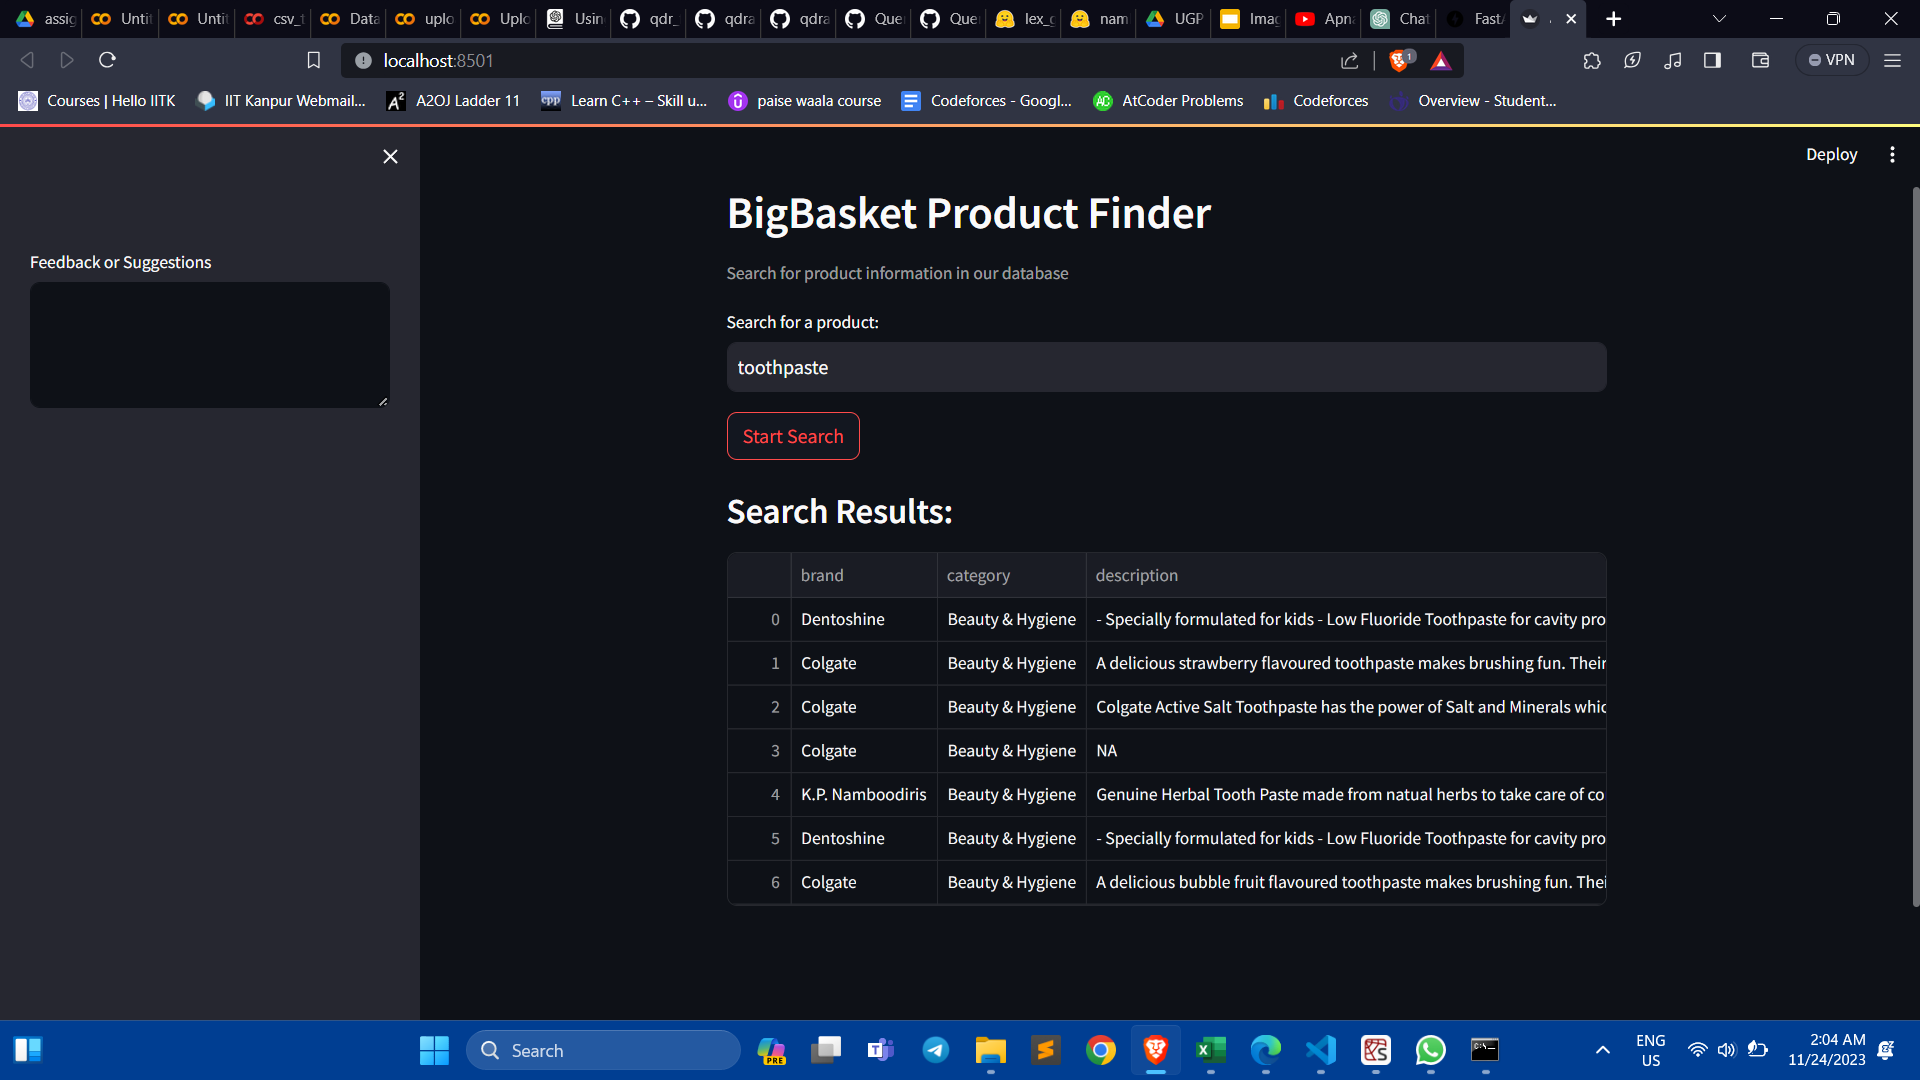 assig
Untit
Untit
csv_t
Data
uplo
Uplo
Usin
qdr_
qdra
qdra
Que
Que
lex_g
nam
UGP
Imag
Apna
Chat
FastA
localhost:8501
1
VPN
Courses | Hello IITK
IIT Kanpur Webmail...
A2OJ Ladder 11
Learn C++ – Skill u...
paise waala course
Codeforces - Googl...
AtCoder Problems
Codeforces
Overview - Student...
Deploy
BigBasket Product Finder
Feedback or Suggestions
Search for product information in our database
Search for a product:
toothpaste
Start Search
Search Results:
brand category description
0 Dentoshine Beauty & Hygiene - Specially formulated for kids - Low Fluoride Toothpaste for cavity pro
1 Colgate Beauty & Hygiene A delicious strawberry flavoured toothpaste makes brushing fun. Their
2 Colgate Beauty & Hygiene Colgate Active Salt Toothpaste has the power of Salt and Minerals whic
3 Colgate Beauty & Hygiene NA
4 K.P. Namboodiris Beauty & Hygiene Genuine Herbal Tooth Paste made from natual herbs to take care of co
5 Dentoshine Beauty & Hygiene - Specially formulated for kids - Low Fluoride Toothpaste for cavity pro
6 Colgate Beauty & Hygiene A delicious bubble fruit flavoured toothpaste makes brushing fun. Thei
Search
PRE
ENG
US
2:04 AM
11/24/2023